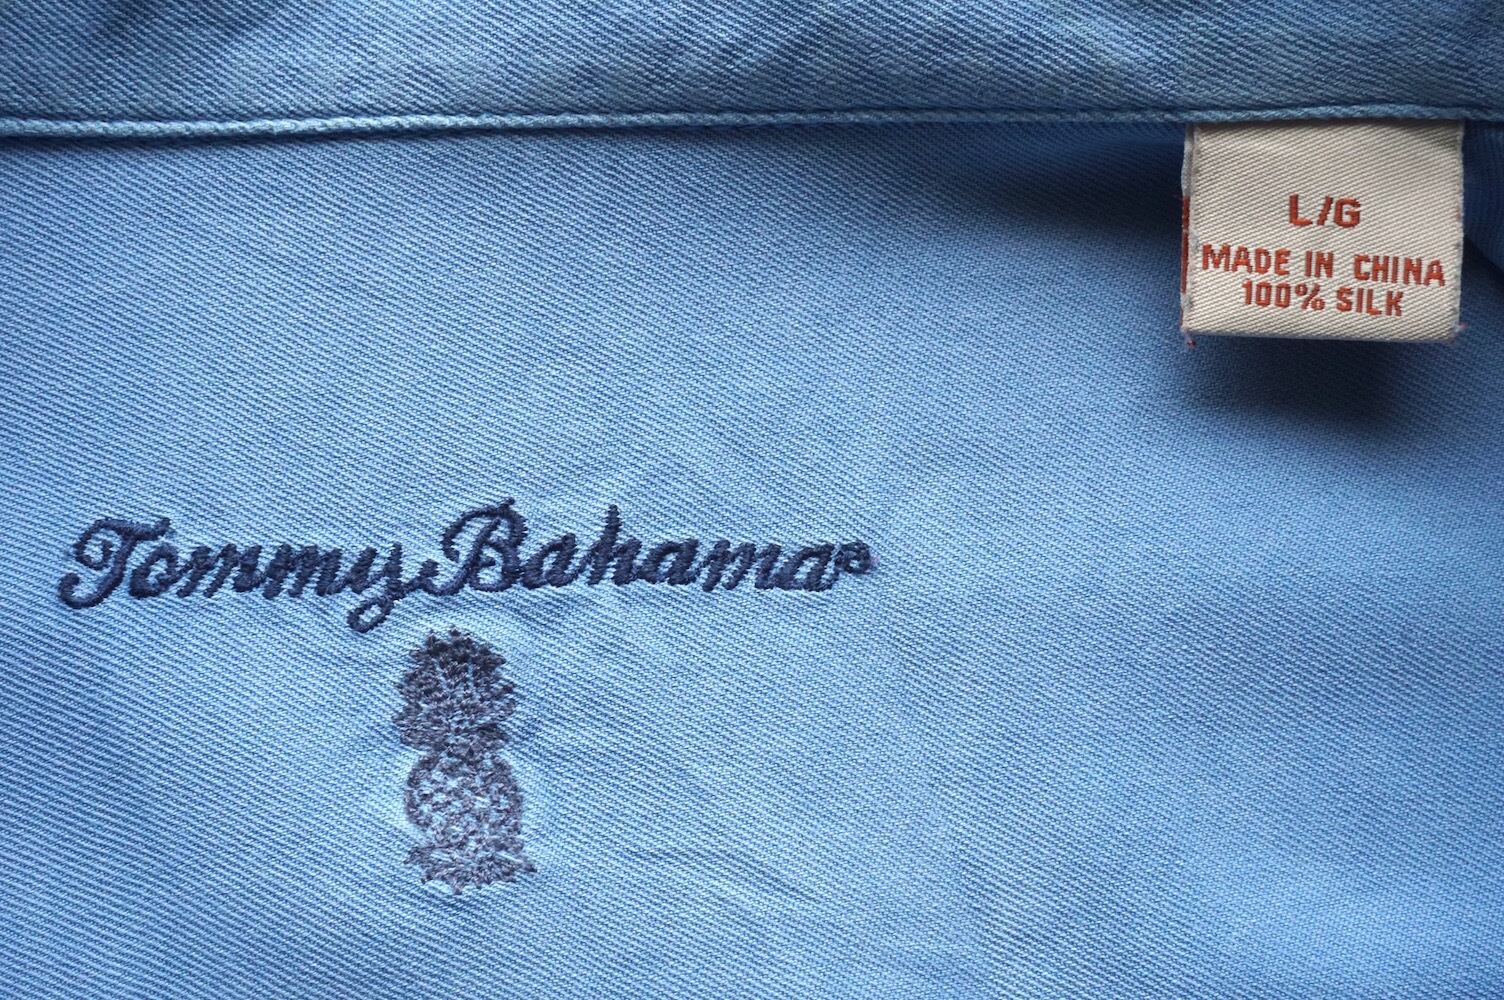 L/G
MADE IN CHINA
100% SILK
Tommy Bahama®